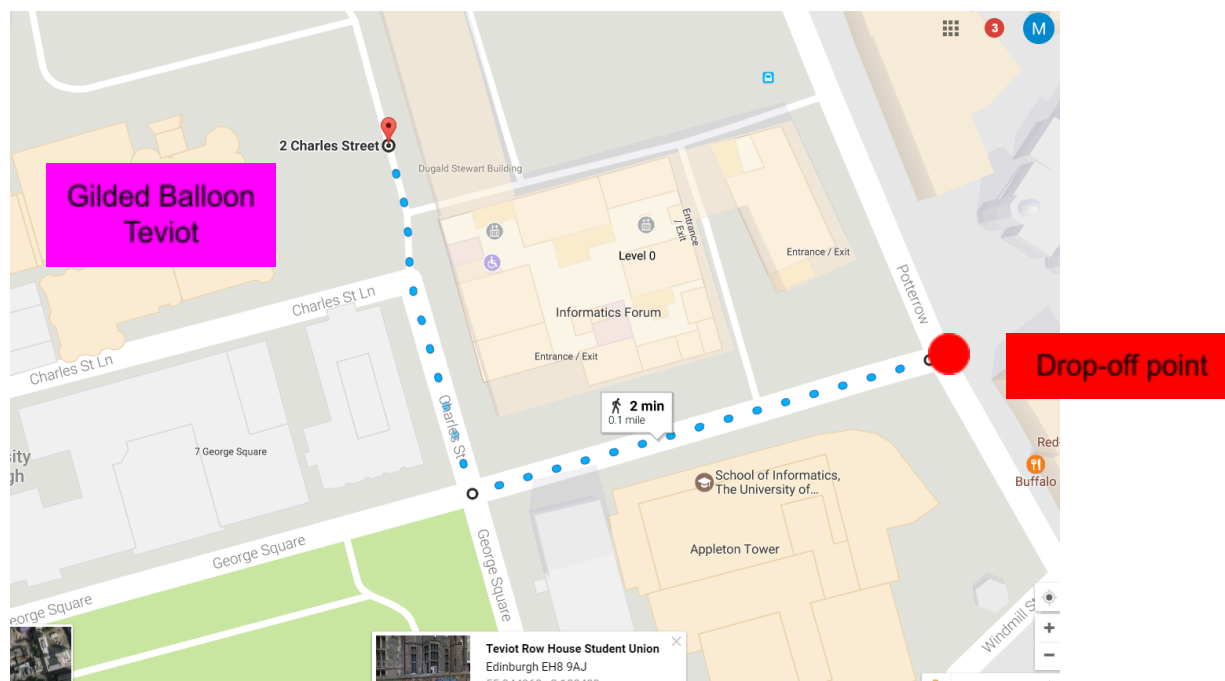 3
M
2 Charles Street
Dugald Stewart Building
Gilded Balloon
Teviot
Entrance
/ Exit
Level 0
Entrance / Exit
Charles St Ln
Potterrow
Informatics Forum
Entrance / Exit
Drop-off point
Charles St Ln
2 min
0.1 mile
Charles St
7 George Square
Red
Buffalo
School of Informatics,
The University of...
George Square
George Square
Appleton Tower
George Square
Windmill S
Teviot Row House Student Union
Edinburgh EH8 9AJ